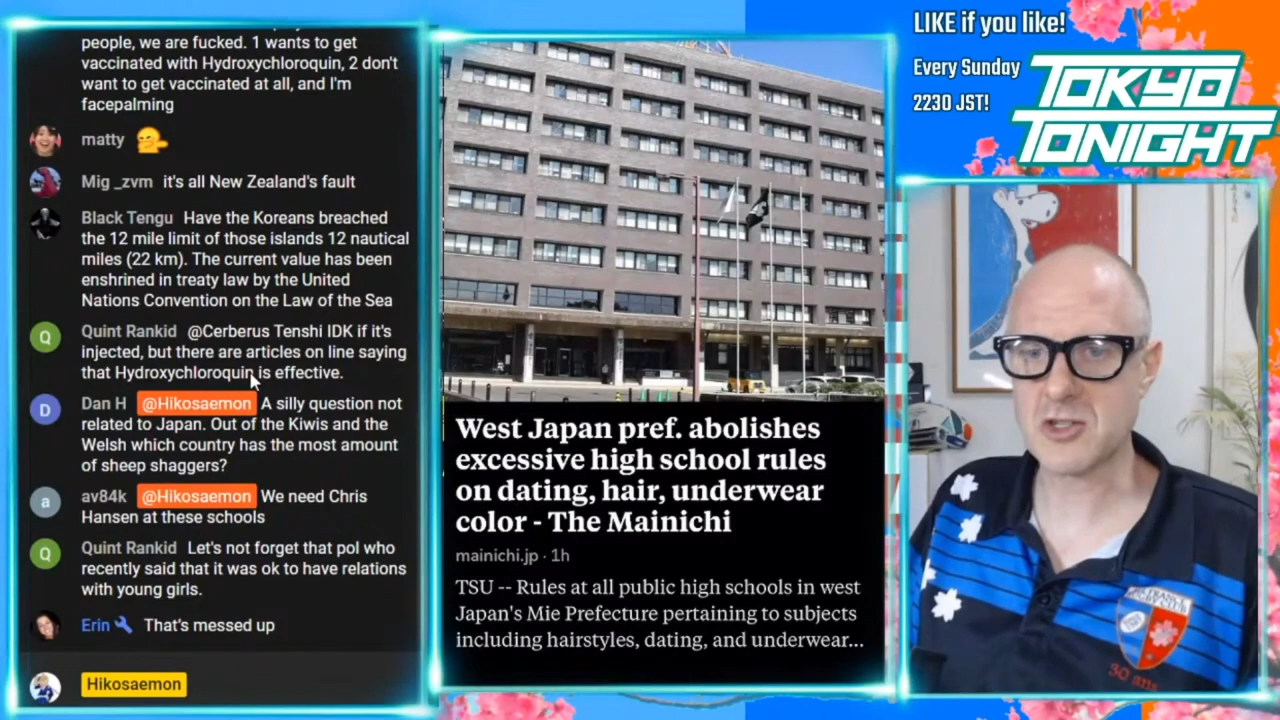 people, we are fucked. 1 wants to get
vaccinated with Hydroxychloroquin, 2 don't
want to get vaccinated at all, and I'm
facepalming
matty
Mig _zvm it's all New Zealand's fault
Black Tengu Have the Koreans breached
the 12 mile limit of those islands 12 nautical
miles (22 km). The current value has been
enshrined in treaty law by the United
Nations Convention on the Law of the Sea
Q Quint Rankid @Cerberus Tenshi IDK if it's
injected, but there are articles on line saying
that Hydroxychloroquin is effective.
D Dan H @Hikosaemon A silly question not
related to Japan. Out of the Kiwis and the
Welsh which country has the most amount
of sheep shaggers?
a av84k @Hikosaemon We need Chris
Hansen at these schools
Q Quint Rankid Let's not forget that pol who
recently said that it was ok to have relations
with young girls.
Erin That's messed up
Hikosaemon
West Japan pref. abolishes
excessive high school rules
on dating, hair, underwear
color - The Mainichi
mainichi.jp · 1h
TSU -- Rules at all public high schools in west
Japan's Mie Prefecture pertaining to subjects
including hairstyles, dating, and underwear...
LIKE if you like!
Every Sunday
2230 JST!
TOKYO
TONIGHT
30 ans